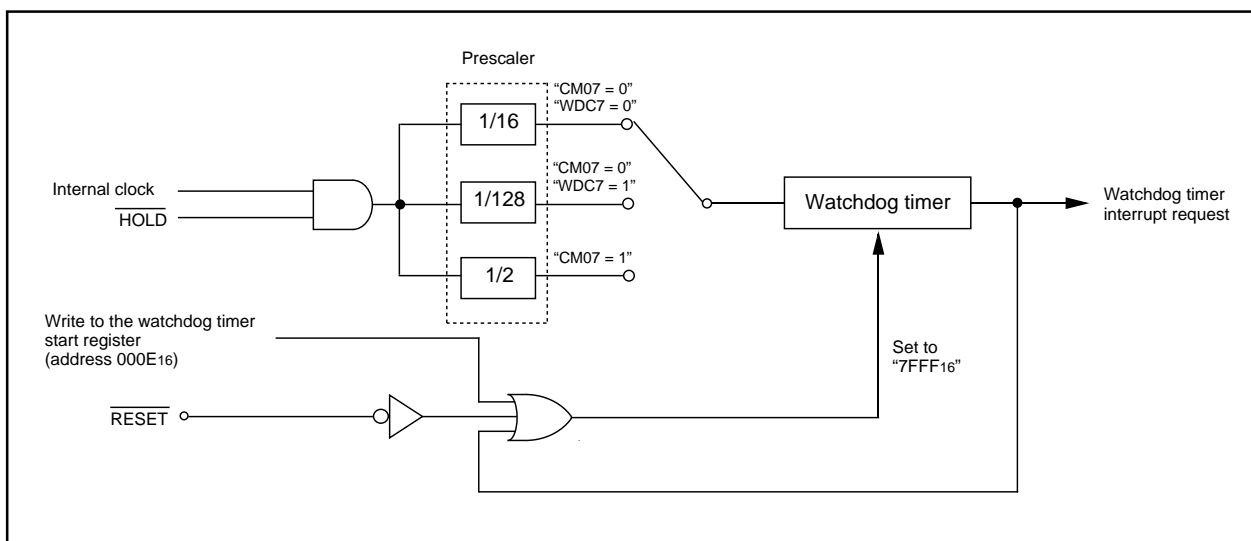 Prescaler
“CM07 = 0”
“WDC7 = 0”
1/16
“CM07 = 0”
“WDC7 = 1”
Internal clock
HOLD
1/128
Watchdog timer
Watchdog timer
interrupt request
“CM07 = 1”
1/2
Write to the watchdog timer
start register
(address 000E16)
Set to
“7FFF16”
RESET